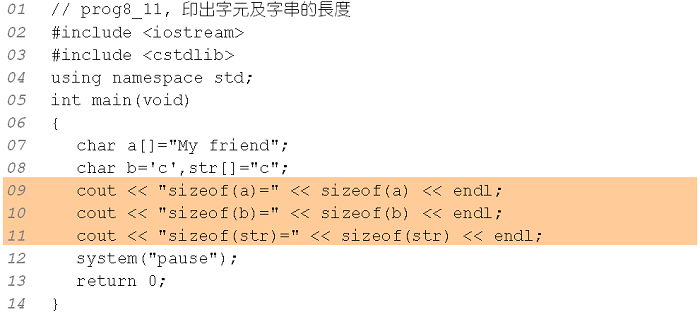 01 // prog8_11, 印出字元及字串的長度
02 #include <iostream>
03 #include <cstdlib>
04 using namespace std;
05 int main(void)
06 {
07 char a[]="My friend";
08 char b='c',str[]="c";
09 cout << "sizeof(a)=" << sizeof(a) << endl;
10 cout << "sizeof(b)=" << sizeof(b) << endl;
11 cout << "sizeof(str)=" << sizeof(str) << endl;
12 system("pause");
13 return 0;
14 }